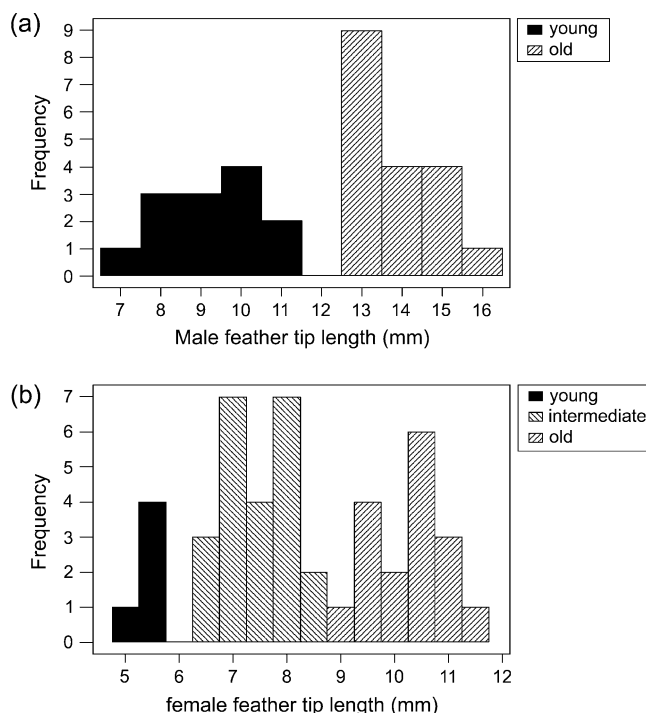 (a)
young
old
Frequency
9
8
7
6
5
4
3
2
1
0
7 8 9 10 11 12 13 14 15 16
Male feather tip length (mm)
(b)
young
intermediate
old
Frequency
7
6
5
4
3
2
1
0
5 6 7 8 9 10 11 12
female feather tip length (mm)